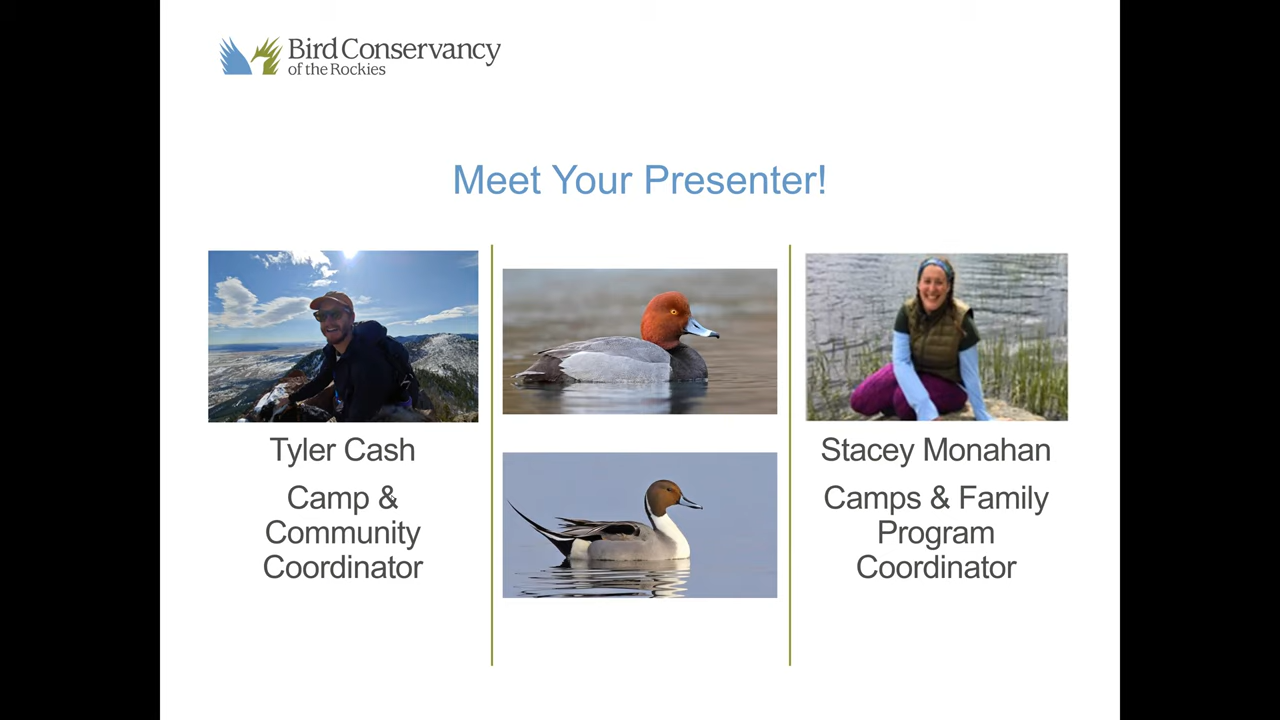 Bird Conservancy
of the Rockies
Meet Your Presenter!
Tyler Cash
Camp &
Community
Coordinator
Stacey Monahan
Camps & Family
Program
Coordinator